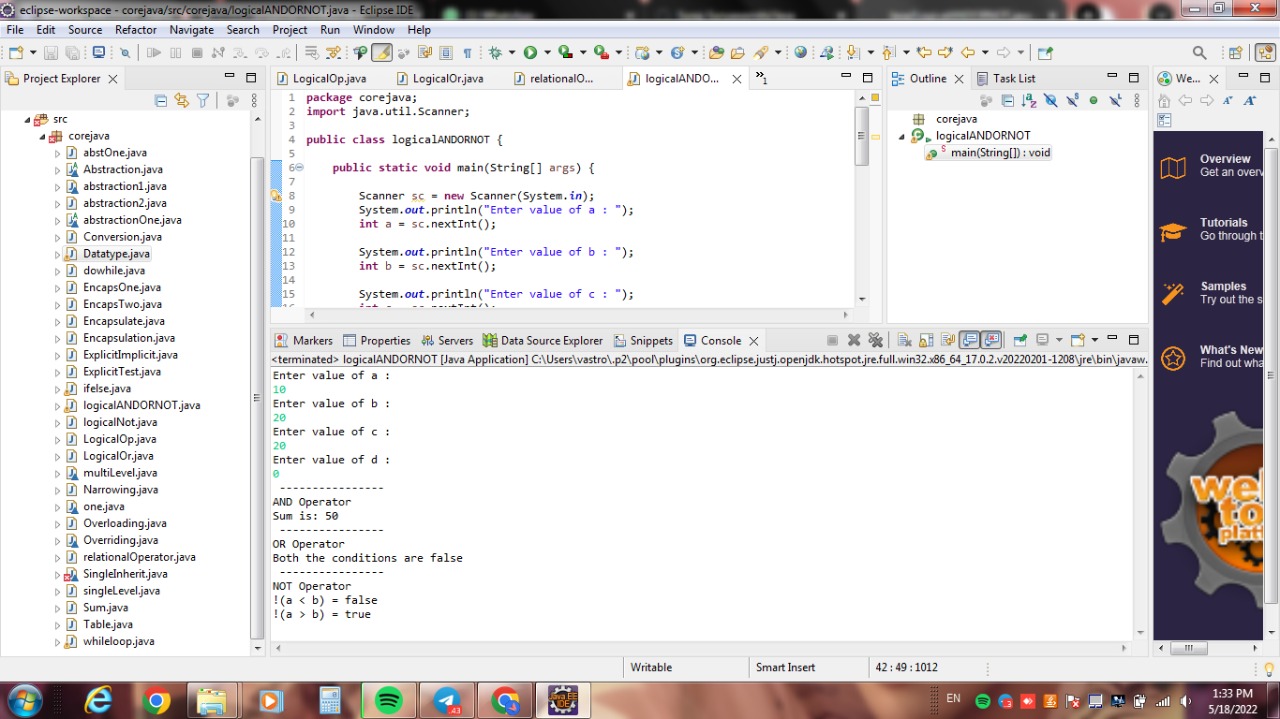 eclipse-workspace - corejava/src/corejava/logicalANDORNOT.java - Eclipse IDE
File Edit Source Refactor Navigate Search Project Run Window Help
Project Explorer
src
corejava
abstOne.java
Abstraction.java
abstraction1.java
abstraction2.java
abstractionOne.java
Conversion.java
Datatype.java
dowhile.java
EncapsOne.java
EncapsTwo.java
Encapsulate.java
Encapsulation.java
ExplicitImplicit.java
ExplicitTest.java
ifelse.java
logicalANDORNOT.java
logicalNot.java
LogicalOp.java
LogicalOr.java
multiLevel.java
Narrowing.java
one.java
Overloading.java
Overriding.java
relationalOperator.java
SingleInherit.java
singleLevel.java
Sum.java
Table.java
whileloop.java
LogicalOp.java LogicalOr.java relationalO... logicalANDO... »1
1 package corejava;
2 import java.util.Scanner;
3
4 public class logicalANDORNOT {
5
6 public static void main(String[] args) {
7
8 Scanner sc = new Scanner(System.in);
9 System.out.println("Enter value of a : ");
10 int a = sc.nextInt();
11
12 System.out.println("Enter value of b : ");
13 int b = sc.nextInt();
14
15 System.out.println("Enter value of c : ");
Outline Task List
corejava
logicalANDORNOT
main(String[]) : void
We...
Overview
Get an overv
Tutorials
Go through t
Samples
Try out the s
What's New
Find out wha
Markers Properties Servers Data Source Explorer Snippets Console
<terminated> logicalANDORNOT [Java Application] C:\Users\vastro\.p2\pool\plugins\org.eclipse.justj.openjdk.hotspot.jre.full.win32.x86_64_17.0.2.v20220201-1208\jre\bin\javaw.
Enter value of a :
10
Enter value of b :
20
Enter value of c :
20
Enter value of d :
0
----------------
AND Operator
Sum is: 50
----------------
OR Operator
Both the conditions are false
----------------
NOT Operator
!(a < b) = false
!(a > b) = true
Writable Smart Insert 42 : 49 : 1012
43
Java EE
IDE
EN
1:33 PM
5/18/2022